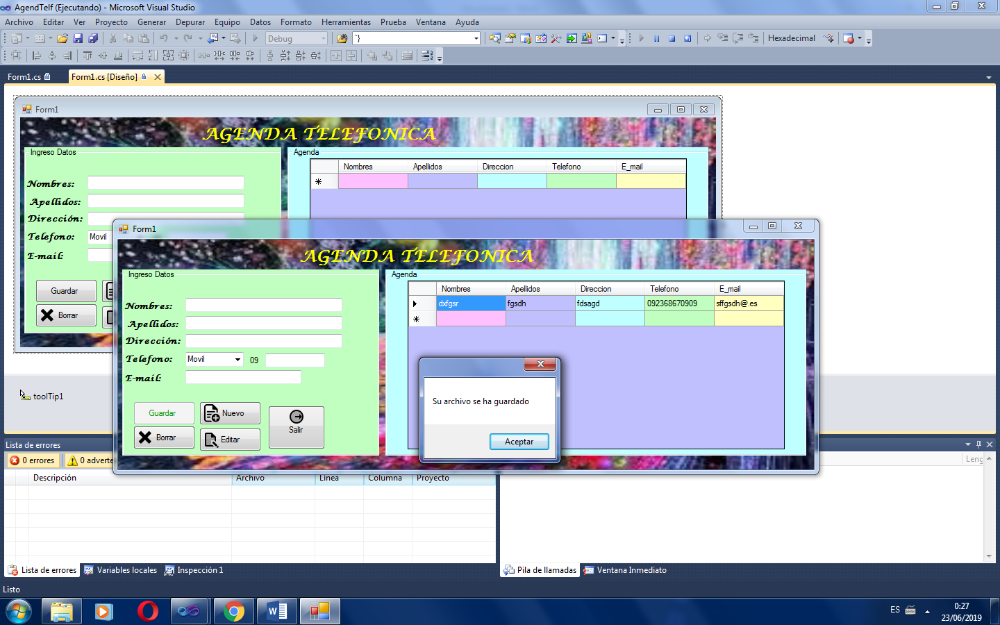 AgendTelf (Ejecutando) - Microsoft Visual Studio
Archivo Editar Ver Proyecto Generar Depurar Equipo Datos Formato Herramientas Prueba Ventana Ayuda
Debug `} Hexadecimal
Form1.cs Form1.cs [Diseño]
Form1
AGENDA TELEFONICA
Ingreso Datos
Nombres:
Apellidos:
Dirección:
Telefono: Movil
E-mail:
Guardar
Borrar
Agenda
Nombres Apellidos Direccion Telefono E_mail
Form1
AGENDA TELEFONICA
Ingreso Datos
Nombres:
Apellidos:
Dirección:
Telefono: Movil 09
E-mail:
Guardar Nuevo
Borrar Editar
Salir
Agenda
Nombres Apellidos Direccion Telefono E_mail
dxfgsr fgsdh fdsagd 092368670909 sffgsdh@.es
Su archivo se ha guardado
Aceptar
toolTip1
Lista de errores
0 errores 0 adverte
Descripción Archivo Línea Columna Proyecto
Leng
Lista de errores Variables locales Inspección 1
Pila de llamadas Ventana Inmediato
Listo
ES 0:27
23/06/2019